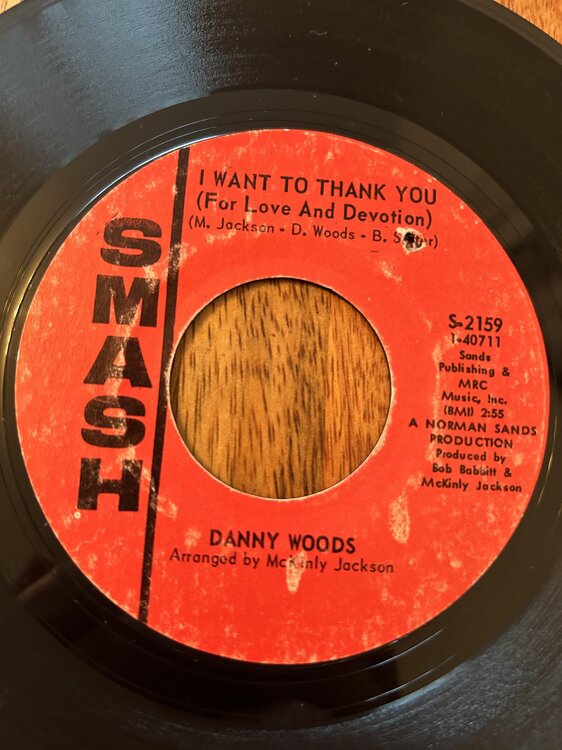 SMASH
I WANT TO THANK YOU
(For Love And Devotion)
(M. Jackson - D. Woods - B.
S-2159
1-40711
Sands
Publishing &
MRC
Music, Inc.
(BMI) 2:55
A NORMAN SANDS
PRODUCTION
Produced by
Bob Babbitt &
McKinly Jackson
DANNY WOODS
Arranged by McKinly Jackson